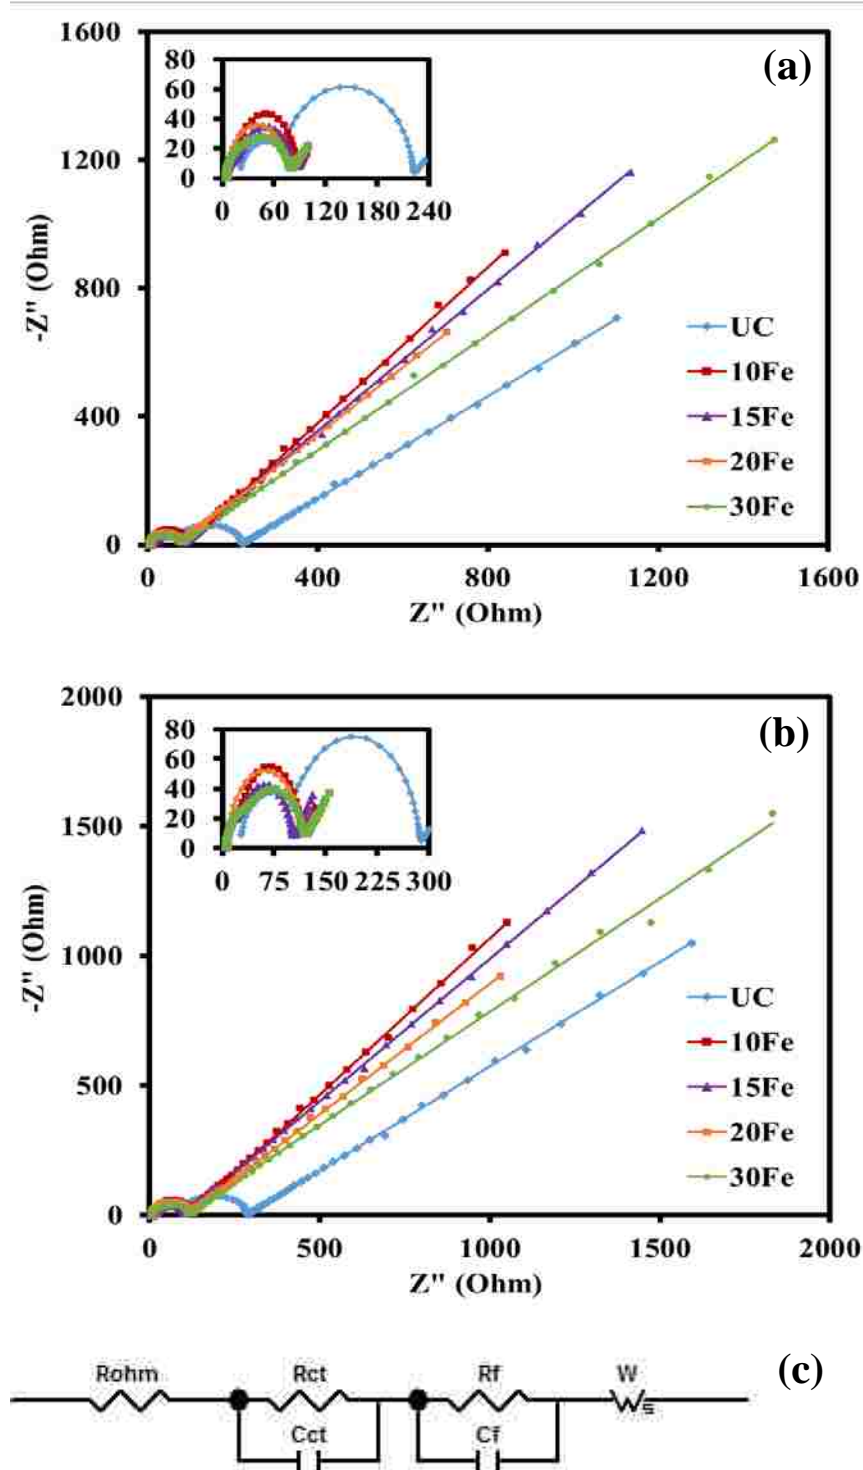 (a)
1600
1200
800
400
0
-Z" (Ohm)
80
60
40
20
0
0 60 120 180 240
UC
10Fe
15Fe
20Fe
30Fe
0 400 800 1200 1600
Z" (Ohm)
(b)
2000
1500
1000
500
0
-Z" (Ohm)
80
60
40
20
0
0 75 150 225 300
UC
10Fe
15Fe
20Fe
30Fe
0 500 1000 1500 2000
Z" (Ohm)
(c)
Rohm Rct Rf W
s
Cct Cf